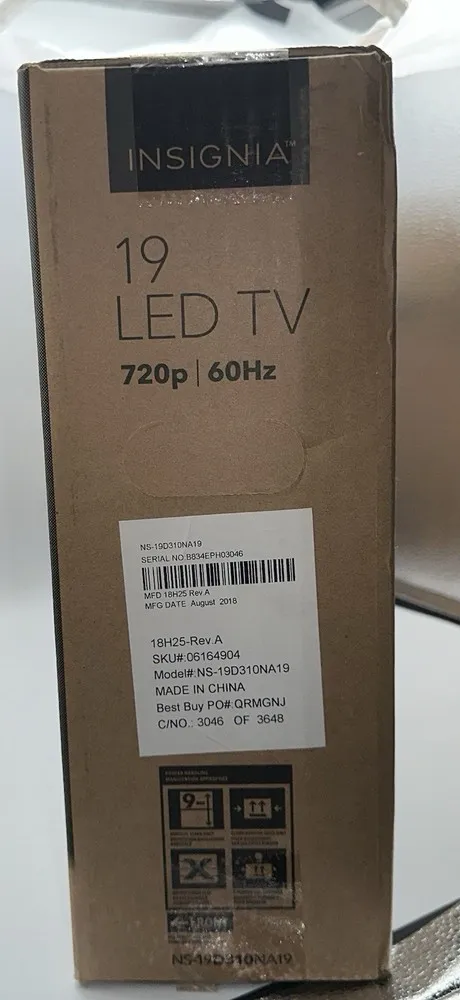 INSIGNIA™
19
LED TV
720p | 60Hz
NS-19D310NA19
SERIAL NO:B834EPH03046
MFD 18H25 Rev A
MFG DATE August 2018
18H25-Rev.A
SKU#:06164904
Model#:NS-19D310NA19
MADE IN CHINA
Best Buy PO#:QRMGNJ
C/NO.: 3046 OF 3648
9
FRONT
NS-19D310NA19